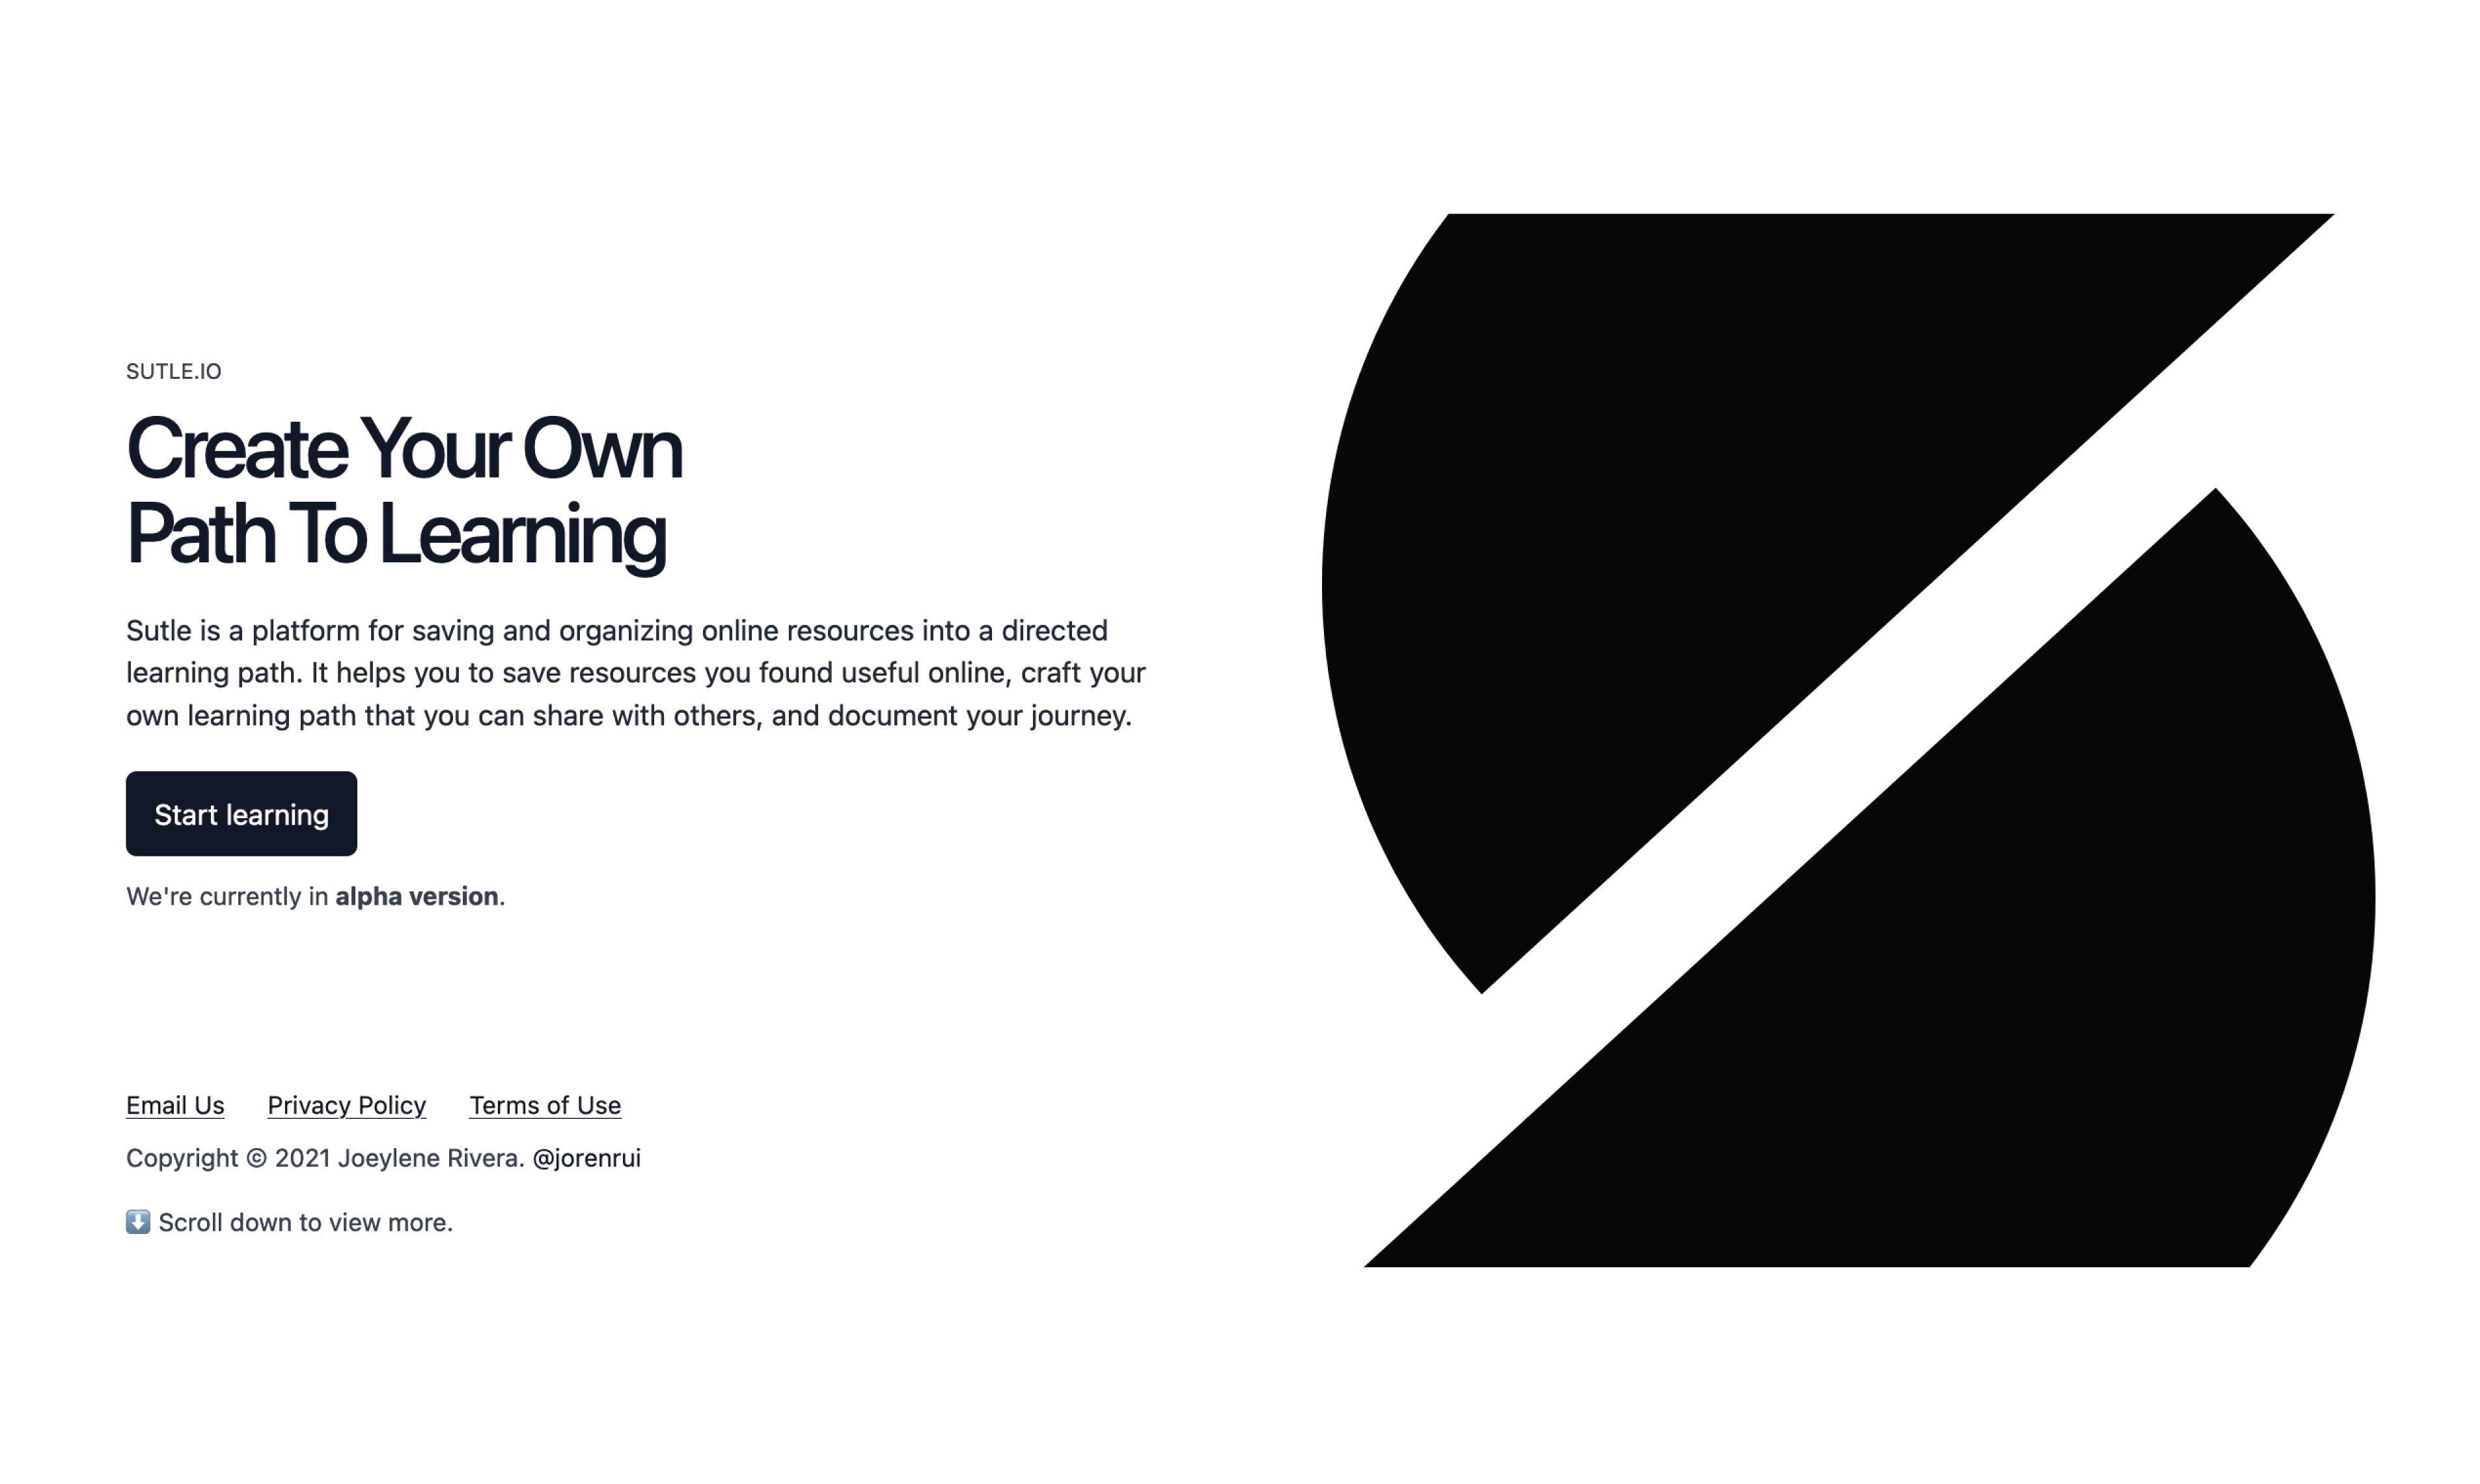 SUTLE.IO
Create Your Own
Path To Learning
Sutle is a platform for saving and organizing online resources into a directed
learning path. It helps you to save resources you found useful online, craft your
own learning path that you can share with others, and document your journey.
Start learning
We're currently in alpha version.
Email Us Privacy Policy Terms of Use
Copyright © 2021 Joeylene Rivera. @jorenrui
⬇️ Scroll down to view more.